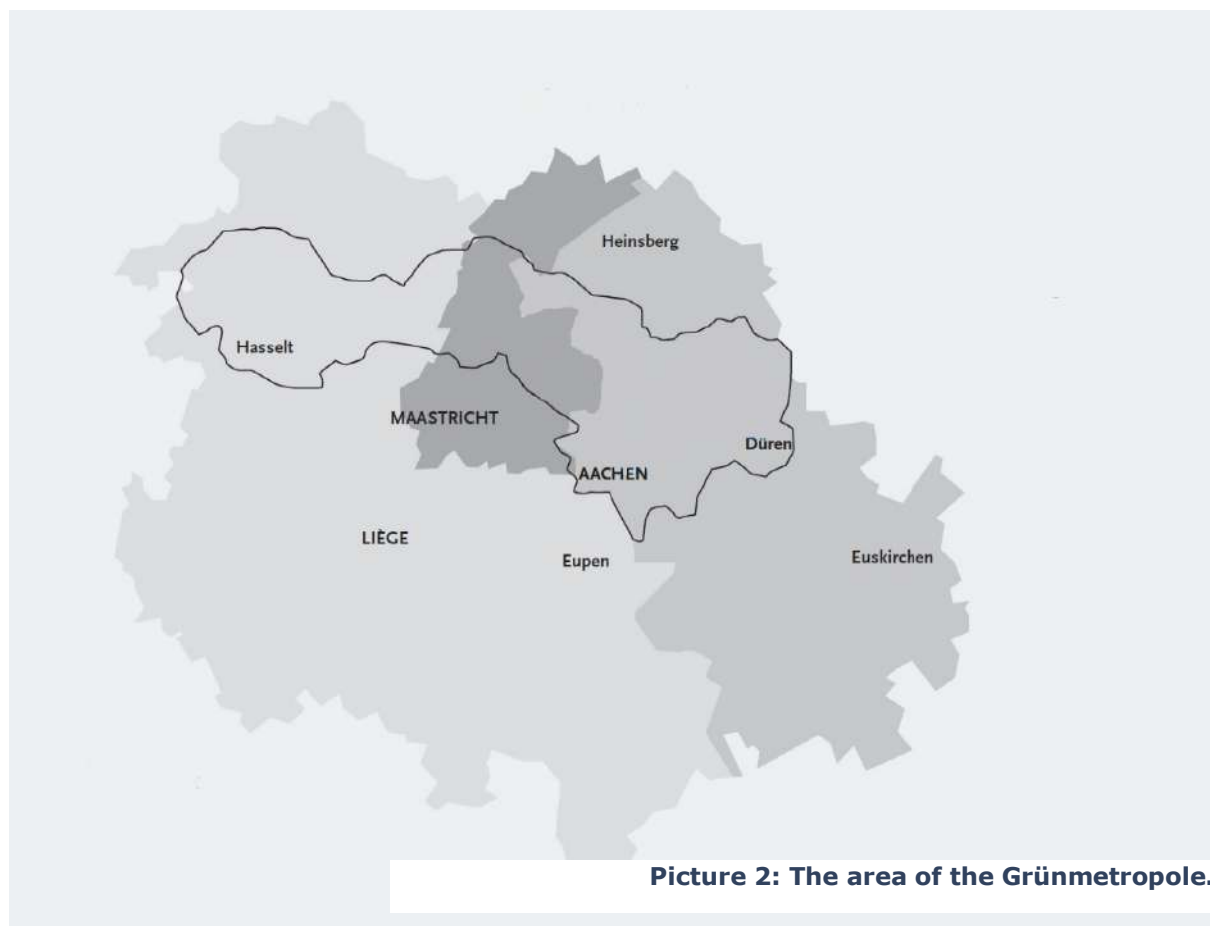 Heinsberg
Hasselt
MAASTRICHT
Düren
AACHEN
LIÈGE
Eupen
Euskirchen
Picture 2: The area of the Grünmetropole.